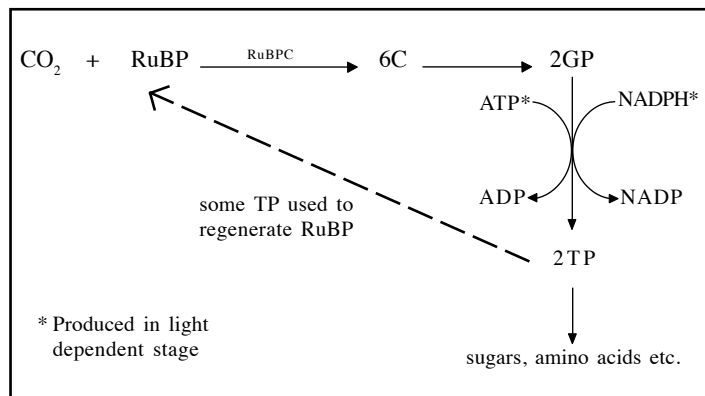 RuBPC
CO2 + RuBP 6C 2GP
ATP* NADPH*
ADP NADP
some TP used to
regenerate RuBP
2TP
* Produced in light
dependent stage
sugars, amino acids etc.